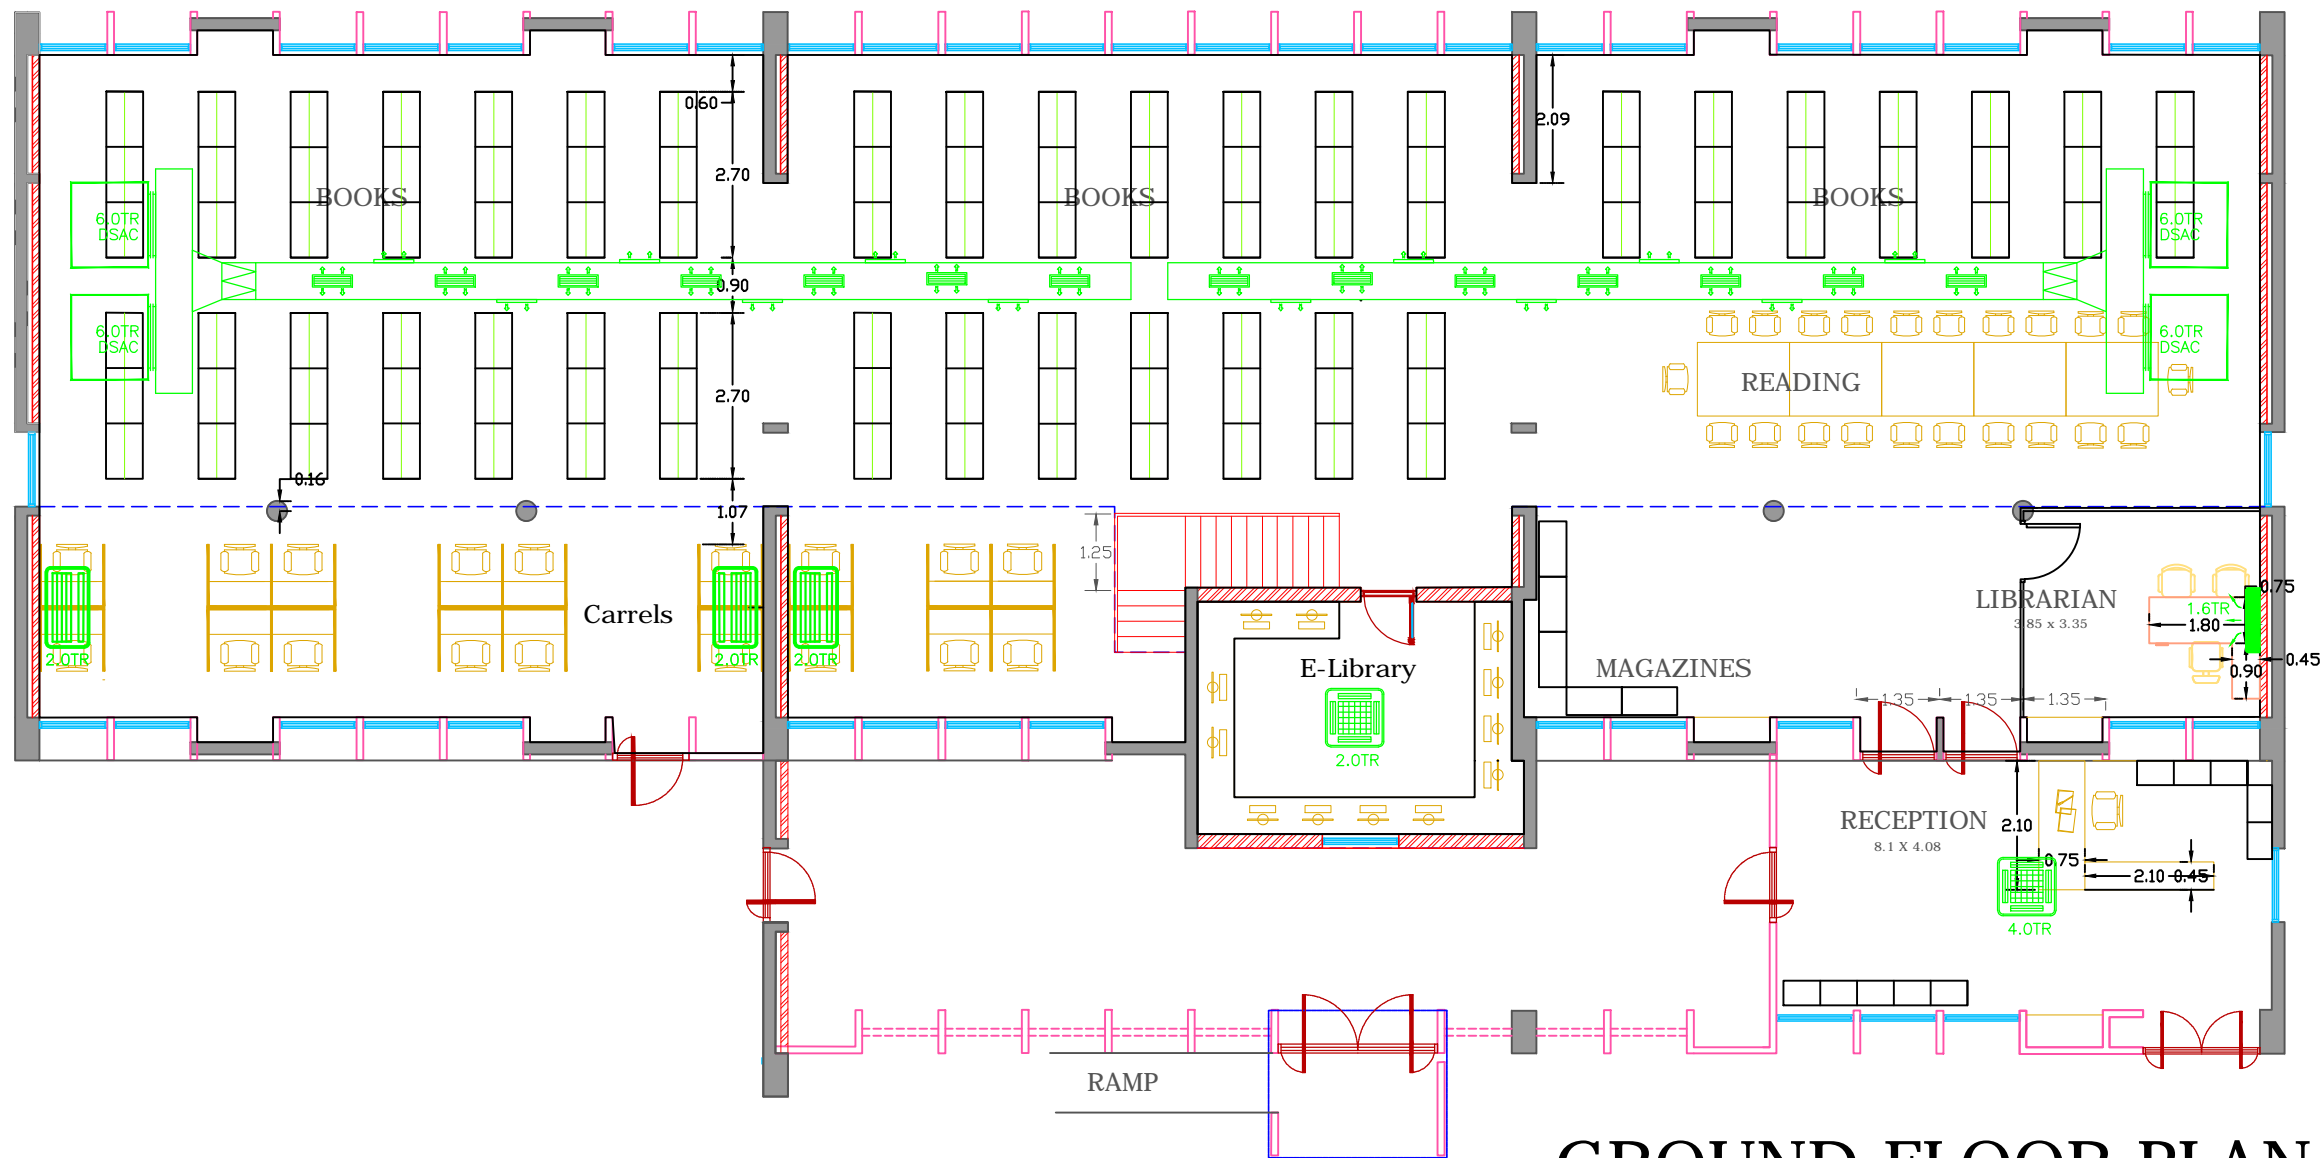 0.60
2.09
2.70
BOOKS
BOOKS
BOOKS
6.0TR
DSAC
6.0TR
DSAC
0.90
6.0TR
DSAC
6.0TR
DSAC
READING
2.70
0.16
1.07
1.25
Carrels
LIBRARIAN
3.85 x 3.35
0.75
1.6TR
1.80
2.0TR
2.0TR
2.0TR
E-Library
MAGAZINES
0.90
0.45
1.35
1.35
1.35
2.0TR
RECEPTION
8.1 X 4.08
2.10
0.75
2.10
0.45
4.0TR
RAMP
GROUND FLOOR PLAN